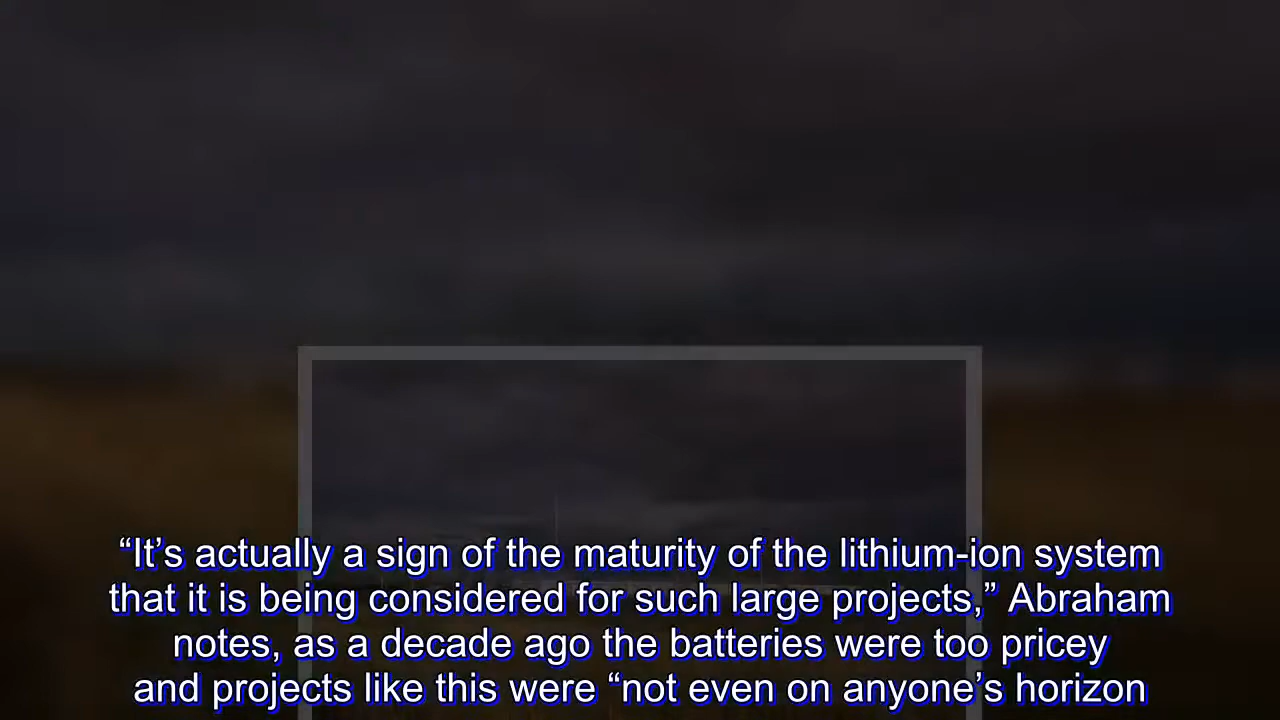 “It’s actually a sign of the maturity of the lithium-ion system
that it is being considered for such large projects,” Abraham
notes, as a decade ago the batteries were too pricey
and projects like this were “not even on anyone’s horizon